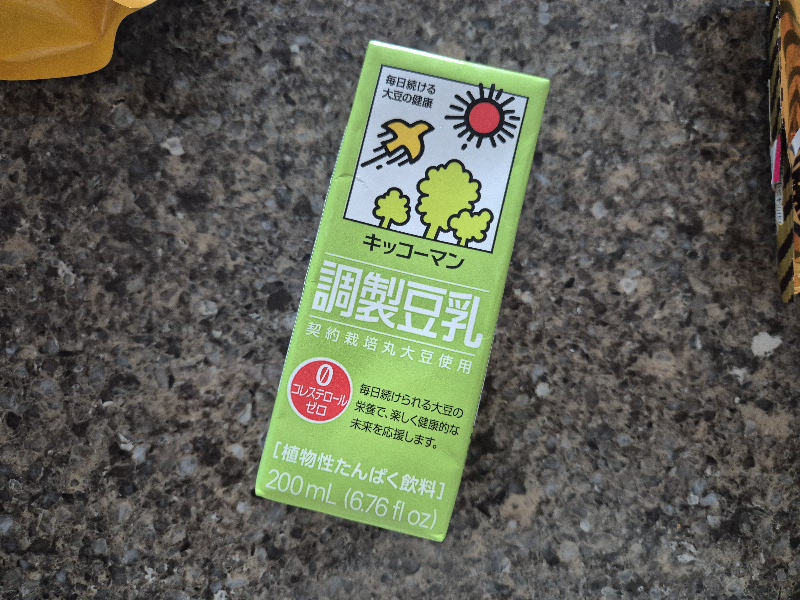 毎日続ける
大豆の健康
キッコーマン
調製豆乳
契約栽培丸大豆使用
0
コレステロール
ゼロ
毎日続けられる大豆の
栄養で、楽しく健康的な
未来を応援します。
[植物性たんぱく飲料]
200 mL (6.76 fl oz)